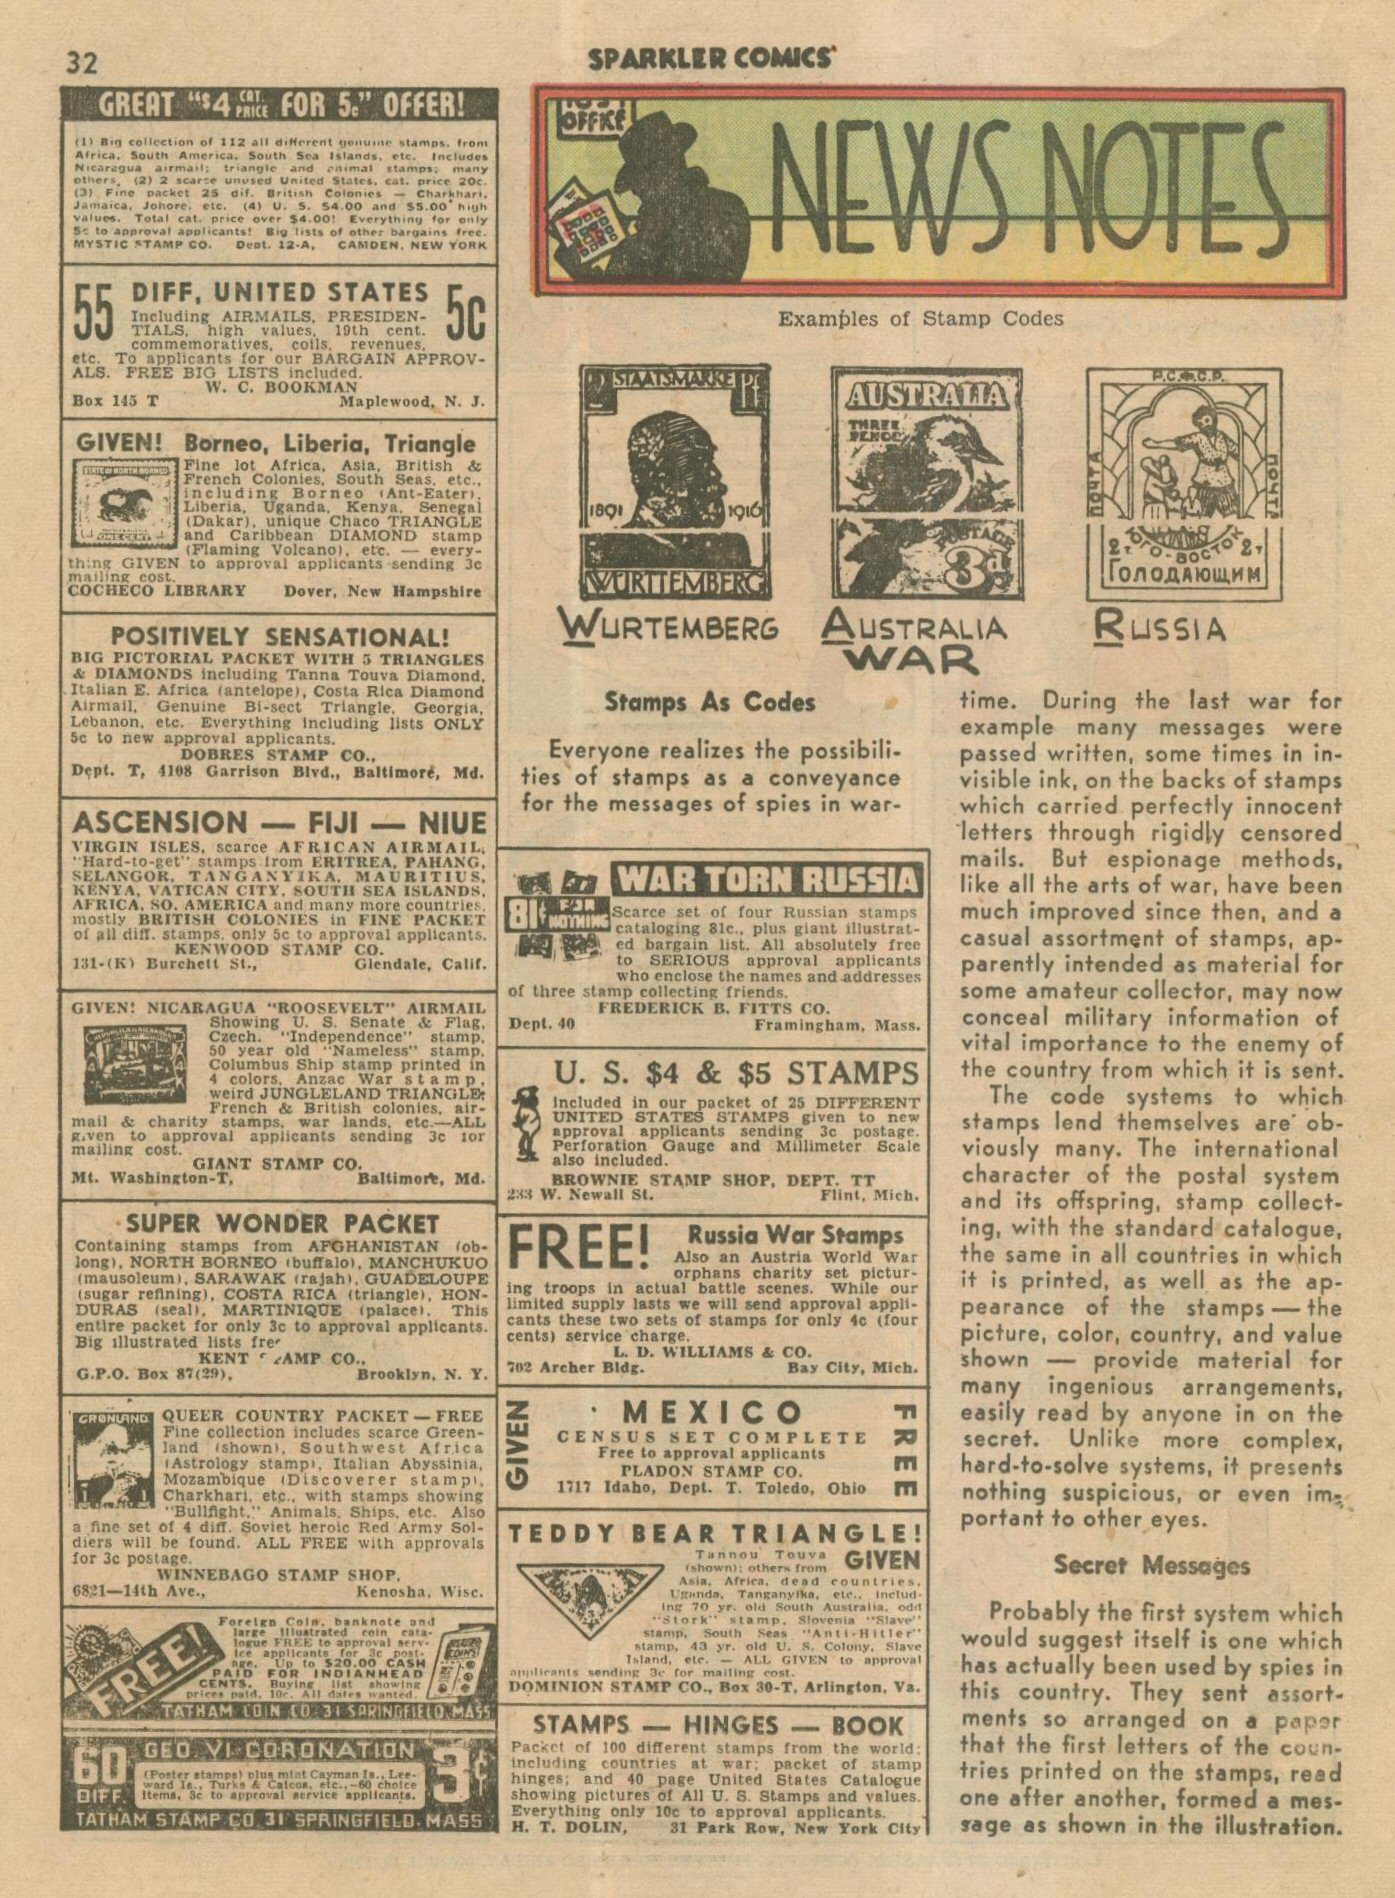 32
SPARKLER COMICS
GREAT "$4 CAT. PRICE FOR 5c" OFFER!
(1) Big collection of 112 all different genuine stamps, from
Africa, South America, South Sea Islands, etc. Includes
Nicaragua airmail; triangle and animal stamps; many
others, (2) 2 scarce unused United States, cat. price 20c.
(3) Fine packet 25 dif. British Colonies — Charkhari,
Jamaica, Johore, etc. (4) U. S. $4.00 and $5.00 high
values. Total cat. price over $4.00! Everything for only
5c to approval applicants! Big lists of other bargains free.
MYSTIC STAMP CO. Dept. 12-A, CAMDEN, NEW YORK
55 DIFF, UNITED STATES 5c
Including AIRMAILS, PRESIDEN-
TIALS, high values, 19th cent.
commemoratives, coils, revenues,
etc. To applicants for our BARGAIN APPROV-
ALS. FREE BIG LISTS included.
W. C. BOOKMAN
Box 145 T Maplewood, N. J.
GIVEN! Borneo, Liberia, Triangle
STATE OF NORTH BORNEO
ONE CENT
Fine lot Africa, Asia, British &
French Colonies, South Seas, etc.,
including Borneo (Ant-Eater),
Liberia, Uganda, Kenya, Senegal
(Dakar), unique Chaco TRIANGLE
and Caribbean DIAMOND stamp
(Flaming Volcano), etc. — every-
thing GIVEN to approval applicants sending 3c
mailing cost.
COCHECO LIBRARY Dover, New Hampshire
POSITIVELY SENSATIONAL!
BIG PICTORIAL PACKET WITH 5 TRIANGLES
& DIAMONDS including Tanna Touva Diamond,
Italian E. Africa (antelope), Costa Rica Diamond
Airmail, Genuine Bi-sect Triangle, Georgia,
Lebanon, etc. Everything including lists ONLY
5c to new approval applicants.
DOBRES STAMP CO.,
Dept. T, 4108 Garrison Blvd., Baltimore, Md.
ASCENSION — FIJI — NIUE
VIRGIN ISLES, scarce AFRICAN AIRMAIL,
"Hard-to-get" stamps from ERITREA, PAHANG,
SELANGOR, TANGANYIKA, MAURITIUS,
KENYA, VATICAN CITY, SOUTH SEA ISLANDS,
AFRICA, SO. AMERICA and many more countries,
mostly BRITISH COLONIES in FINE PACKET
of all diff. stamps, only 5c to approval applicants.
KENWOOD STAMP CO.
131-(K) Burchett St., Glendale, Calif.
GIVEN! NICARAGUA "ROOSEVELT" AIRMAIL
Showing U. S. Senate & Flag,
Czech. "Independence" stamp,
50 year old "Nameless" stamp,
Columbus Ship stamp printed in
4 colors, Anzac War stamp,
weird JUNGLELAND TRIANGLE;
French & British colonies, air-
mail & charity stamps, war lands, etc.—ALL
given to approval applicants sending 3c for
mailing cost.
GIANT STAMP CO.
Mt. Washington-T, Baltimore, Md.
SUPER WONDER PACKET
Containing stamps from AFGHANISTAN (ob-
long), NORTH BORNEO (buffalo), MANCHUKUO
(mausoleum), SARAWAK (rajah), GUADELOUPE
(sugar refining), COSTA RICA (triangle), HON-
DURAS (seal), MARTINIQUE (palace). This
entire packet for only 3c to approval applicants.
Big illustrated lists free
KENT STAMP CO.,
G.P.O. Box 87(29), Brooklyn, N. Y.
GRØNLAND
QUEER COUNTRY PACKET — FREE
Fine collection includes scarce Green-
land (shown), Southwest Africa
(Astrology stamp), Italian Abyssinia,
Mozambique (Discoverer stamp),
Charkhari, etc., with stamps showing
"Bullfight," Animals, Ships, etc. Also
a fine set of 4 diff. Soviet heroic Red Army Sol-
diers will be found. ALL FREE with approvals
for 3c postage.
WINNEBAGO STAMP SHOP,
6821—14th Ave., Kenosha, Wisc.
FREE!
Foreign Coin, banknote and
large illustrated coin cata-
logue FREE to approval serv-
ice applicants for 3c post-
age. Up to $20.00 CASH
PAID FOR INDIANHEAD
CENTS. Buying list showing
prices paid, 10c. All dates wanted.
TATHAM COIN CO. 31 SPRINGFIELD, MASS
60 DIFF. GEO VI CORONATION 3¢
(Poster stamps) plus mint Cayman Is., Lee-
ward Is., Turks & Caicos, etc.,—60 choice
items, 3c to approval service applicants.
TATHAM STAMP CO 31 SPRINGFIELD. MASS
POST
OFFICE
NEWS NOTES
Examples of Stamp Codes
2 STAATSMARKE Pf
1891 1916
WÜRTTEMBERG
AUSTRALIA
THREE
PENCE
POSTAGE
3d
Р.С.Ф.С.Р.
ПОЧТА
ПОЧТА
2т. ЮГО-ВОСТОК 2т
ГОЛОДАЮЩИМ
WURTEMBERG
AUSTRALIA
RUSSIA
WAR
Stamps As Codes
Everyone realizes the possibili-
ties of stamps as a conveyance
for the messages of spies in war-
WAR TORN RUSSIA
81¢ FOR NOTHING
Scarce set of four Russian stamps
cataloging 81c., plus giant illustrat-
ed bargain list. All absolutely free
to SERIOUS approval applicants
who enclose the names and addresses
of three stamp collecting friends.
FREDERICK B. FITTS CO.
Dept. 40 Framingham, Mass.
U. S. $4 & $5 STAMPS
Included in our packet of 25 DIFFERENT
UNITED STATES STAMPS given to new
approval applicants sending 3c postage.
Perforation Gauge and Millimeter Scale
also included.
BROWNIE STAMP SHOP, DEPT. TT
233 W. Newall St. Flint, Mich.
FREE! Russia War Stamps
Also an Austria World War
orphans charity set pictur-
ing troops in actual battle scenes. While our
limited supply lasts we will send approval appli-
cants these two sets of stamps for only 4c (four
cents) service charge.
L. D. WILLIAMS & CO.
702 Archer Bldg. Bay City, Mich.
GIVEN
MEXICO
CENSUS SET COMPLETE
Free to approval applicants
PLADON STAMP CO.
1717 Idaho, Dept. T. Toledo, Ohio
FREE
TEDDY BEAR TRIANGLE!
Tannou Touva GIVEN
(shown); others from
Asia, Africa, dead countries,
Uganda, Tanganyika, etc., includ-
ing 70 yr. old South Australia, odd
"Stork" stamp, Slovenia "Slave"
stamp, South Seas "Anti-Hitler"
stamp, 43 yr. old U. S. Colony, Slave
Island, etc. — ALL GIVEN to approval
applicants sending 3c for mailing cost.
DOMINION STAMP CO., Box 30-T, Arlington, Va.
STAMPS — HINGES — BOOK
Packet of 100 different stamps from the world;
including countries at war; packet of stamp
hinges; and 40 page United States Catalogue
showing pictures of All U. S. Stamps and values.
Everything only 10c to approval applicants.
H. T. DOLIN, 31 Park Row, New York City
time. During the last war for
example many messages were
passed written, some times in in-
visible ink, on the backs of stamps
which carried perfectly innocent
letters through rigidly censored
mails. But espionage methods,
like all the arts of war, have been
much improved since then, and a
casual assortment of stamps, ap-
parently intended as material for
some amateur collector, may now
conceal military information of
vital importance to the enemy of
the country from which it is sent.
The code systems to which
stamps lend themselves are ob-
viously many. The international
character of the postal system
and its offspring, stamp collect-
ing, with the standard catalogue,
the same in all countries in which
it is printed, as well as the ap-
pearance of the stamps — the
picture, color, country, and value
shown — provide material for
many ingenious arrangements,
easily read by anyone in on the
secret. Unlike more complex,
hard-to-solve systems, it presents
nothing suspicious, or even im-
portant to other eyes.
Secret Messages
Probably the first system which
would suggest itself is one which
has actually been used by spies in
this country. They sent assort-
ments so arranged on a paper
that the first letters of the coun-
tries printed on the stamps, read
one after another, formed a mes-
sage as shown in the illustration.